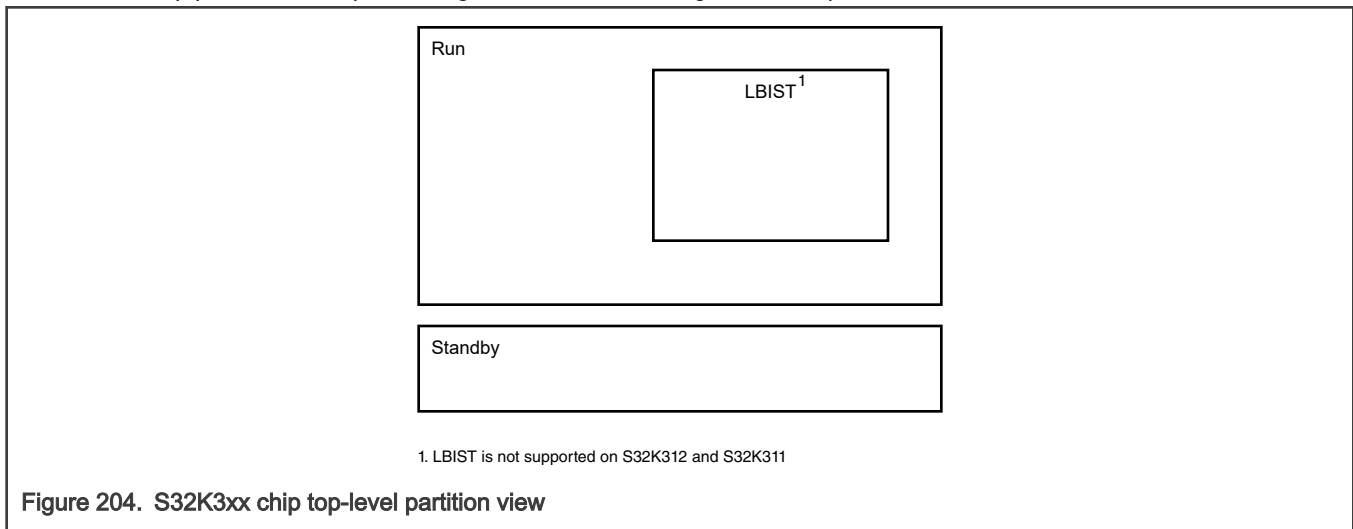 Run
LBIST1
Standby
1. LBIST is not supported on S32K312 and S32K311
Figure 204. S32K3xx chip top-level partition view